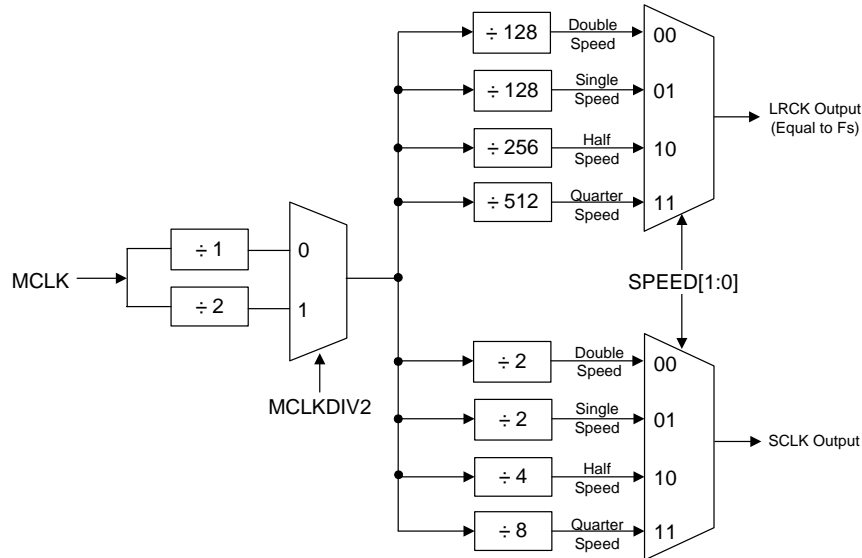 ÷ 128
Double
Speed
00
÷ 128
Single
Speed
01
LRCK Output
(Equal to Fs)
÷ 256
Half
Speed
10
÷ 512
Quarter
Speed
11
÷ 1
0
MCLK
÷ 2
1
MCLKDIV2
SPEED[1:0]
÷ 2
Double
Speed
00
÷ 2
Single
Speed
01
SCLK Output
÷ 4
Half
Speed
10
÷ 8
Quarter
Speed
11